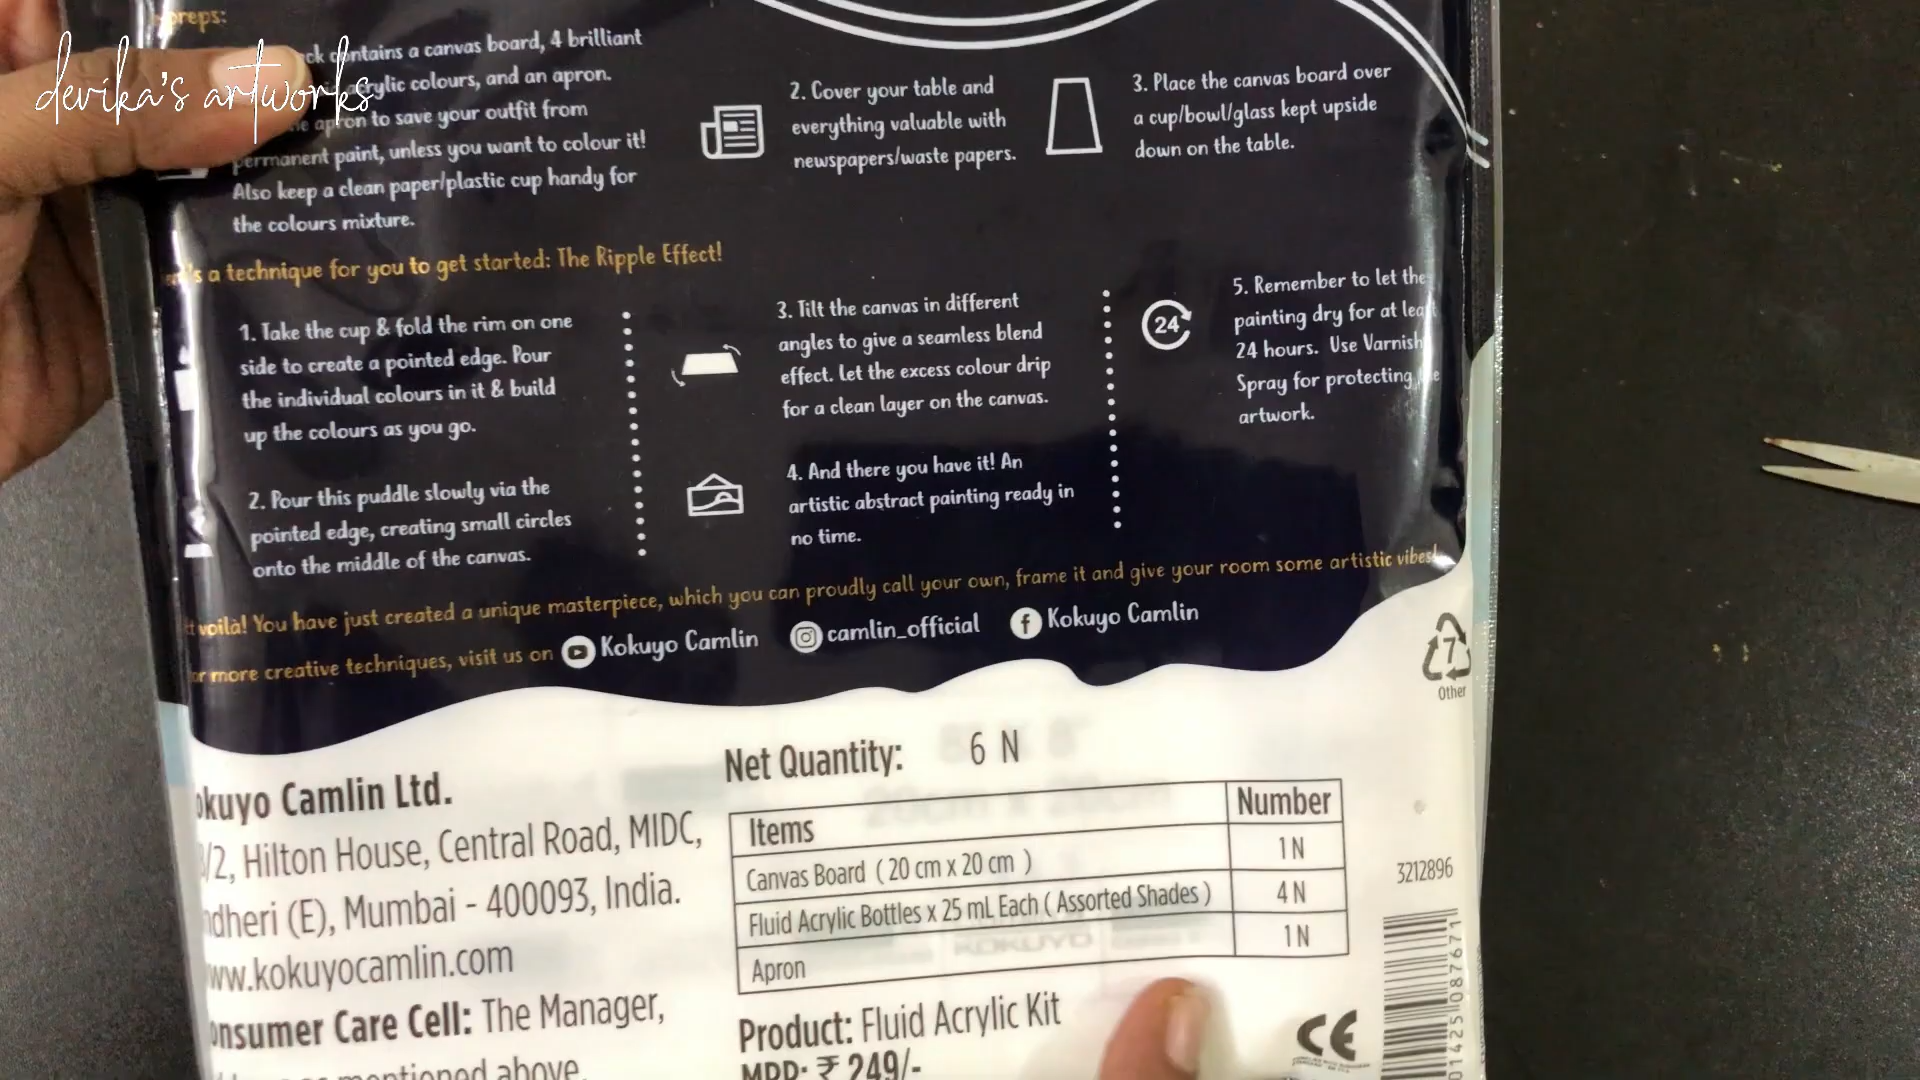 preps:
devika's artworks
contains a canvas board, 4 brilliant
colours, and an apron.
apron to save your outfit from
permanent paint, unless you want to colour it!
Also keep a clean paper/plastic cup handy for
the colours mixture.
2. Cover your table and
everything valuable with
newspapers/waste papers.
3. Place the canvas board over
a cup/bowl/glass kept upside
down on the table.
a technique for you to get started: The Ripple Effect!
1. Take the cup & fold the rim on one
side to create a pointed edge. Pour
the individual colours in it & build
up the colours as you go.
2. Pour this puddle slowly via the
pointed edge, creating small circles
onto the middle of the canvas.
3. Tilt the canvas in different
angles to give a seamless blend
effect. Let the excess colour drip
for a clean layer on the canvas.
4. And there you have it! An
artistic abstract painting ready in
no time.
24
5. Remember to let the
painting dry for at least
24 hours. Use Varnish
Spray for protecting
artwork.
voilà! You have just created a unique masterpiece, which you can proudly call your own, frame it and give your room some artistic vibes!
more creative techniques, visit us on Kokuyo Camlin camlin_official f Kokuyo Camlin
7
Other
Camlin Ltd.
/2, Hilton House, Central Road, MIDC,
(E), Mumbai - 400093, India.
ww.kokuyocamlin.com
Care Cell: The Manager,
mentioned above.
Net Quantity: 6 N
Items Number
Canvas Board ( 20 cm x 20 cm ) 1 N
Fluid Acrylic Bottles x 25 mL Each ( Assorted Shades ) 4 N
Apron 1 N
Product: Fluid Acrylic Kit
MRP: ₹ 249/-
3212896
CE
01425087671